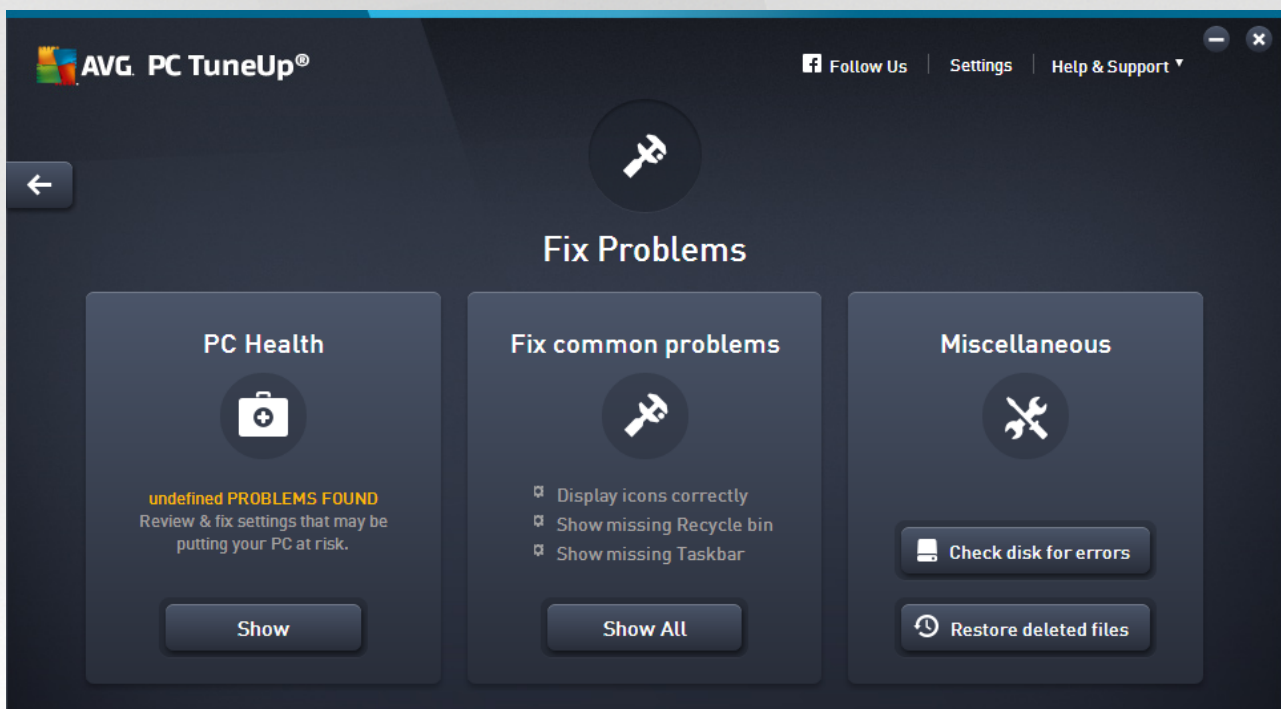 AVG. PC TuneUp®
Follow Us
Settings
Help & Support
Fix Problems
PC Health
undefined PROBLEMS FOUND
Review & fix settings that may be
putting your PC at risk.
Show
Fix common problems
Display icons correctly
Show missing Recycle bin
Show missing Taskbar
Show All
Miscellaneous
Check disk for errors
Restore deleted files